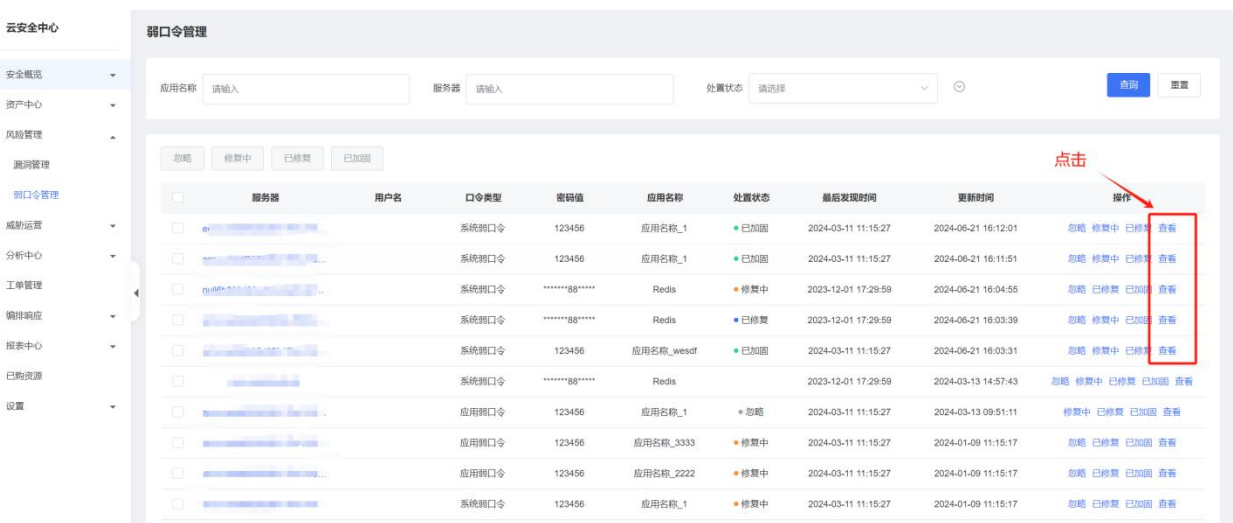 云安全中心
弱口令管理
安全概览
资产中心
风险管理
漏洞管理
弱口令管理
威胁运营
分析中心
工单管理
编排响应
报表中心
已购资源
设置
应用名称 请输入 服务器 请输入 处置状态 请选择 查询 重置
忽略 修复中 已修复 已加固
点击
服务器 用户名 口令类型 密码值 应用名称 处置状态 最后发现时间 更新时间 操作
系统弱口令 123456 应用名称_1 已加固 2024-03-11 11:15:27 2024-06-21 16:12:01 忽略 修复中 已修复 查看
系统弱口令 123456 应用名称_1 已加固 2024-03-11 11:15:27 2024-06-21 16:11:51 忽略 修复中 已修复 查看
系统弱口令 *******88***** Redis 修复中 2023-12-01 17:29:59 2024-06-21 16:04:55 忽略 已修复 已加固 查看
系统弱口令 *******88***** Redis 已修复 2023-12-01 17:29:59 2024-06-21 16:03:39 忽略 修复中 已加固 查看
系统弱口令 123456 应用名称_wesdf 已加固 2024-03-11 11:15:27 2024-06-21 16:03:31 忽略 修复中 已修复 查看
系统弱口令 *******88***** Redis 2023-12-01 17:29:59 2024-03-13 14:57:43 忽略 修复中 已修复 已加固 查看
应用弱口令 123456 应用名称_1 忽略 2024-03-11 11:15:27 2024-03-13 09:51:11 修复中 已修复 已加固 查看
应用弱口令 123456 应用名称_3333 修复中 2024-03-11 11:15:27 2024-01-09 11:15:17 忽略 已修复 已加固 查看
应用弱口令 123456 应用名称_2222 修复中 2024-03-11 11:15:27 2024-01-09 11:15:17 忽略 已修复 已加固 查看
系统弱口令 123456 应用名称_1 修复中 2024-03-11 11:15:27 2024-01-09 11:15:17 忽略 已修复 已加固 查看